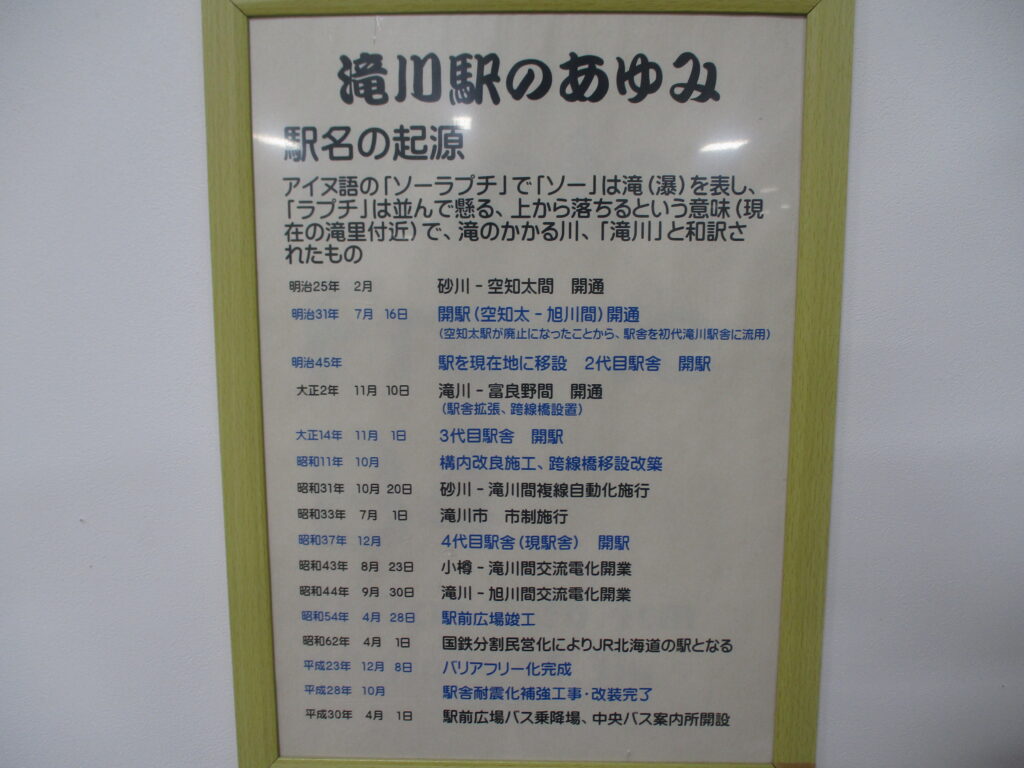 滝川駅のあゆみ
駅名の起源
アイヌ語の「ソーラプチ」で「ソー」は滝(瀑)を表し、
「ラプチ」は並んで懸る、上から落ちるという意味(現
在の滝里付近)で、滝のかかる川、「滝川」と和訳さ
れたもの
明治25年 2月 砂川-空知太間 開通
明治31年 7月 16日 開駅(空知太-旭川間)開通
(空知太駅が廃止になったことから、駅舎を初代滝川駅舎に流用)
明治45年 駅を現在地に移設 2代目駅舎 開駅
大正2年 11月 10日 滝川-富良野間 開通
(駅舎拡張、跨線橋設置)
大正14年 11月 1日 3代目駅舎 開駅
昭和11年 10月 構内改良施工、跨線橋移設改築
昭和31年 10月 20日 砂川-滝川間複線自動化施行
昭和33年 7月 1日 滝川市 市制施行
昭和37年 12月 4代目駅舎(現駅舎) 開駅
昭和43年 8月 23日 小樽-滝川間交流電化開業
昭和44年 9月 30日 滝川-旭川間交流電化開業
昭和54年 4月 28日 駅前広場竣工
昭和62年 4月 1日 国鉄分割民営化によりJR北海道の駅となる
平成23年 12月 8日 バリアフリー化完成
平成28年 10月 駅舎耐震化補強工事・改装完了
平成30年 4月 1日 駅前広場バス乗降場、中央バス案内所開設